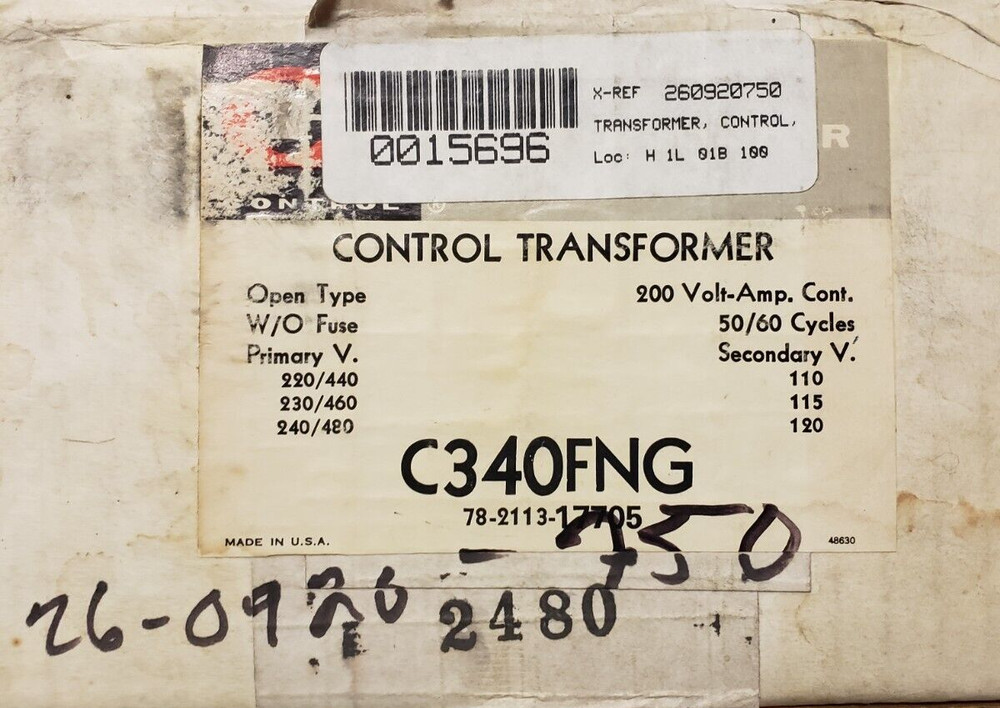 0015696
X-REF 260920750
TRANSFORMER, CONTROL,
Loc: H 1L 01B 100
R
CONTROL ®
CONTROL TRANSFORMER
Open Type
W/O Fuse
Primary V.
220/440
230/460
240/480
200 Volt-Amp. Cont.
50/60 Cycles
Secondary V.
110
115
120
C340FNG
78-2113-17705
MADE IN U.S.A.
48630
26-0920-750
2480